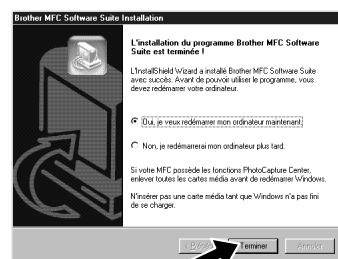 Brother MFC Software Suite Installation
L'installation du programme Brother MFC Software
Suite est terminée !
L'InstallShield Wizard a installé Brother MFC Software Suite
avec succès. Avant de pouvoir utiliser le programme, vous
devez redémarrer votre ordinateur.
Oui, je veux redémarrer mon ordinateur maintenant.
Non, je redémarrerai mon ordinateur plus tard.
Si votre MFC possède les fonctions PhotoCapture Center,
enlever toutes les cartes média avant de redémarrer Windows.
N'insérer pas une carte média tant que Windows n'a pas fini
de se charger.
Terminer
Annuler